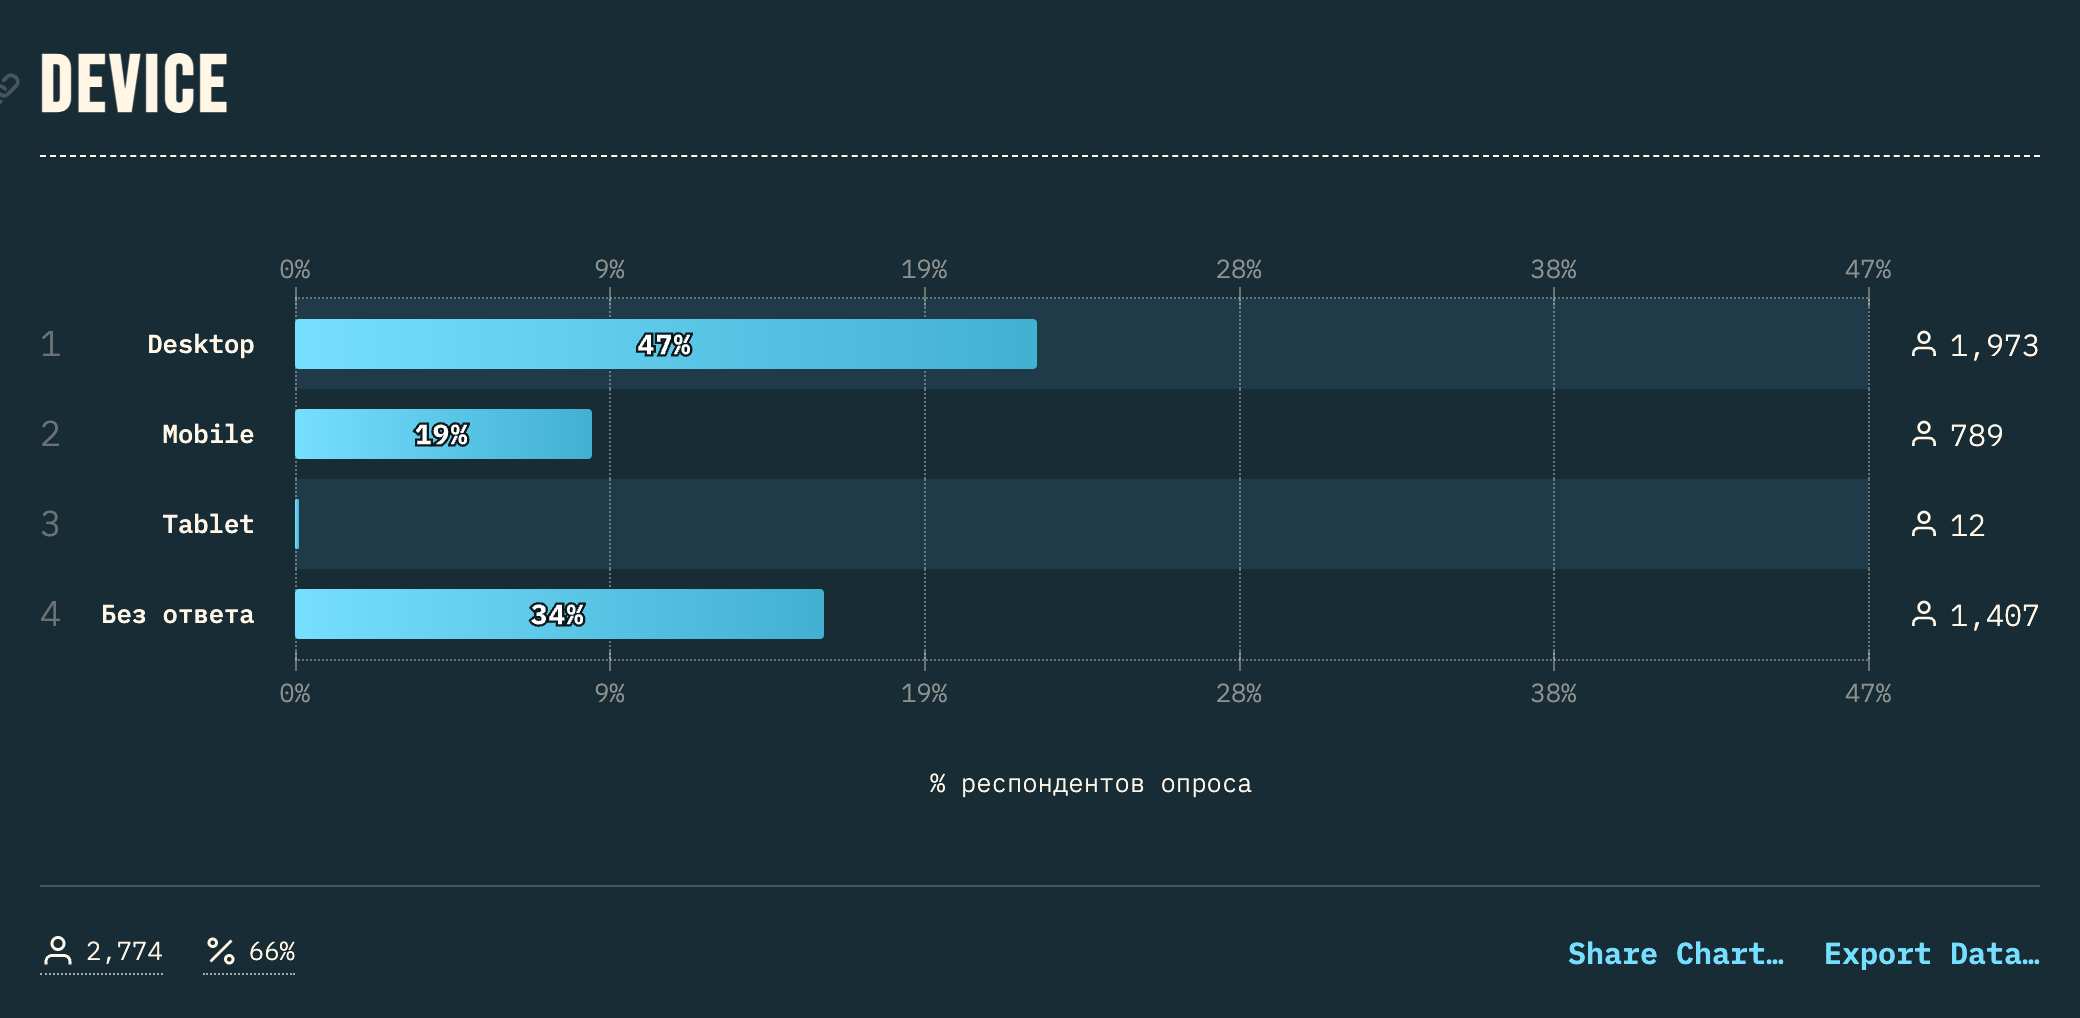 DEVICE
0% 9% 19% 28% 38% 47%
1 Desktop 47% 1,973
2 Mobile 19% 789
3 Tablet 12
4 Без ответа 34% 1,407
0% 9% 19% 28% 38% 47%
% респондентов опроса
2,774 66% Share Chart… Export Data…